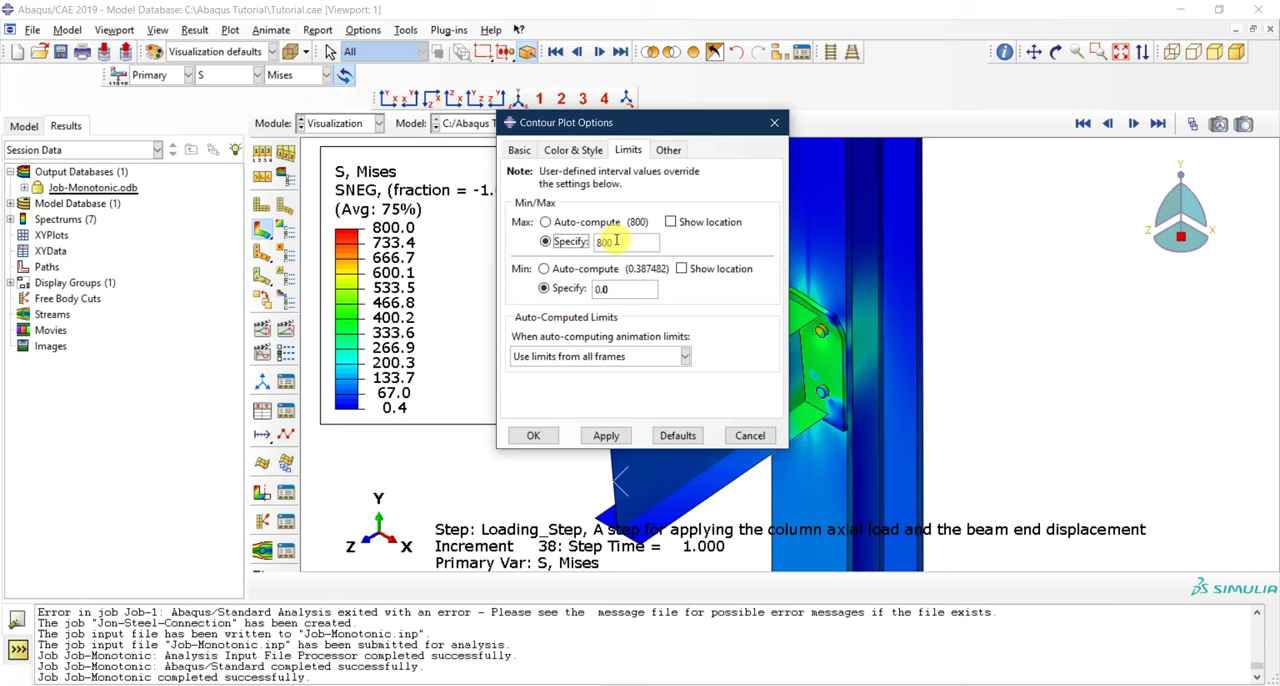 Abaqus/CAE 2019 - Model Database: C:\Abaqus Tutorial\Tutorial.cae [Viewport: 1]
File Model Viewport View Result Plot Animate Report Options Tools Plug-ins Help
Visualization defaults All
Primary S Mises
1 2 3 4
Model Results Module: Visualization Model: C:/Abaqus T
Session Data
Output Databases (1)
Job-Monotonic.odb
Model Database (1)
Spectrums (7)
XYPlots
XYData
Paths
Display Groups (1)
Free Body Cuts
Streams
Movies
Images
S, Mises
SNEG, (fraction = -1.
(Avg: 75%)
800.0
733.4
666.7
600.1
533.5
466.8
400.2
333.6
266.9
200.3
133.7
67.0
0.4
Contour Plot Options
Basic Color & Style Limits Other
Note: User-defined interval values override
the settings below.
Min/Max
Max: Auto-compute (800) Show location
Specify: 800
Min: Auto-compute (0.387482) Show location
Specify: 0.0
Auto-Computed Limits
When auto-computing animation limits:
Use limits from all frames
OK Apply Defaults Cancel
Y
Z X
Y
Z X
Step: Loading_Step, A step for applying the column axial load and the beam end displacement
Increment 38: Step Time = 1.000
Primary Var: S, Mises
SIMULIA
Error in job Job-1: Abaqus/Standard Analysis exited with an error - Please see the message file for possible error messages if the file exists.
The job "Jon-Steel-Connection" has been created.
The job input file has been written to "Job-Monotonic.inp".
The job input file "Job-Monotonic.inp" has been submitted for analysis.
Job Job-Monotonic: Analysis Input File Processor completed successfully.
Job Job-Monotonic: Abaqus/Standard completed successfully.
Job Job-Monotonic completed successfully.